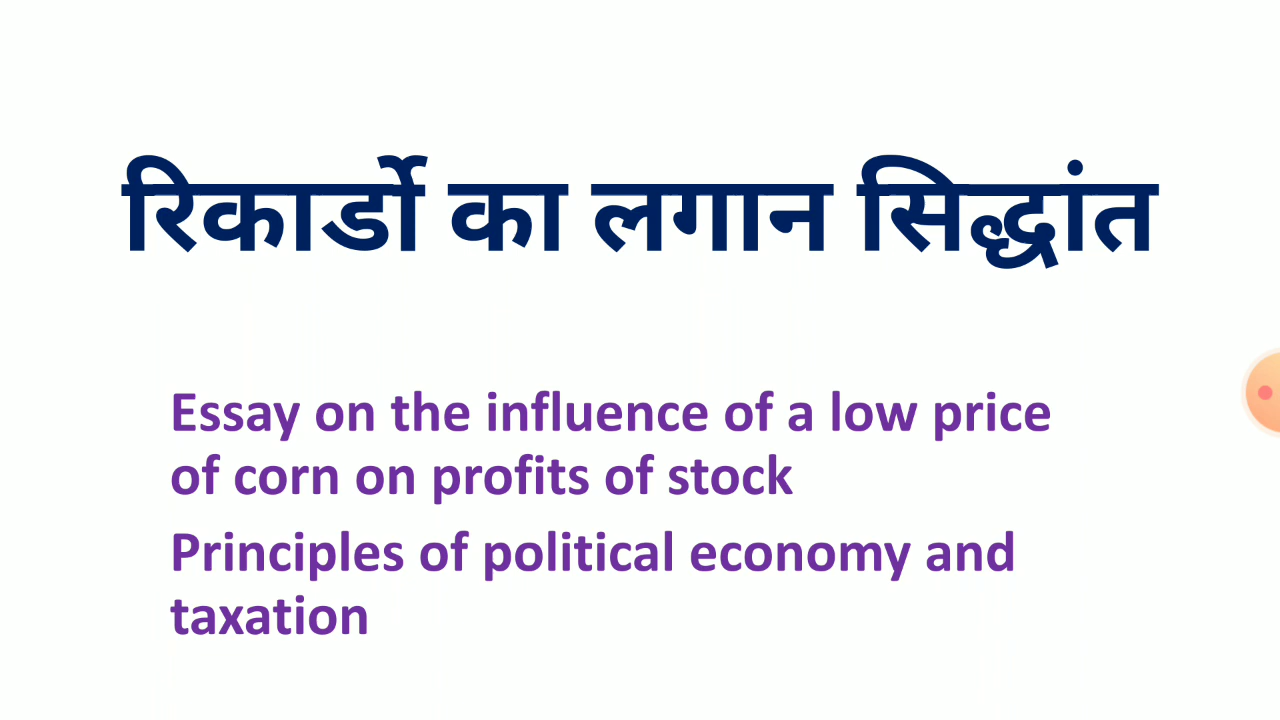 रिकार्डो का लगान सिद्धांत
Essay on the influence of a low price
of corn on profits of stock
Principles of political economy and
taxation